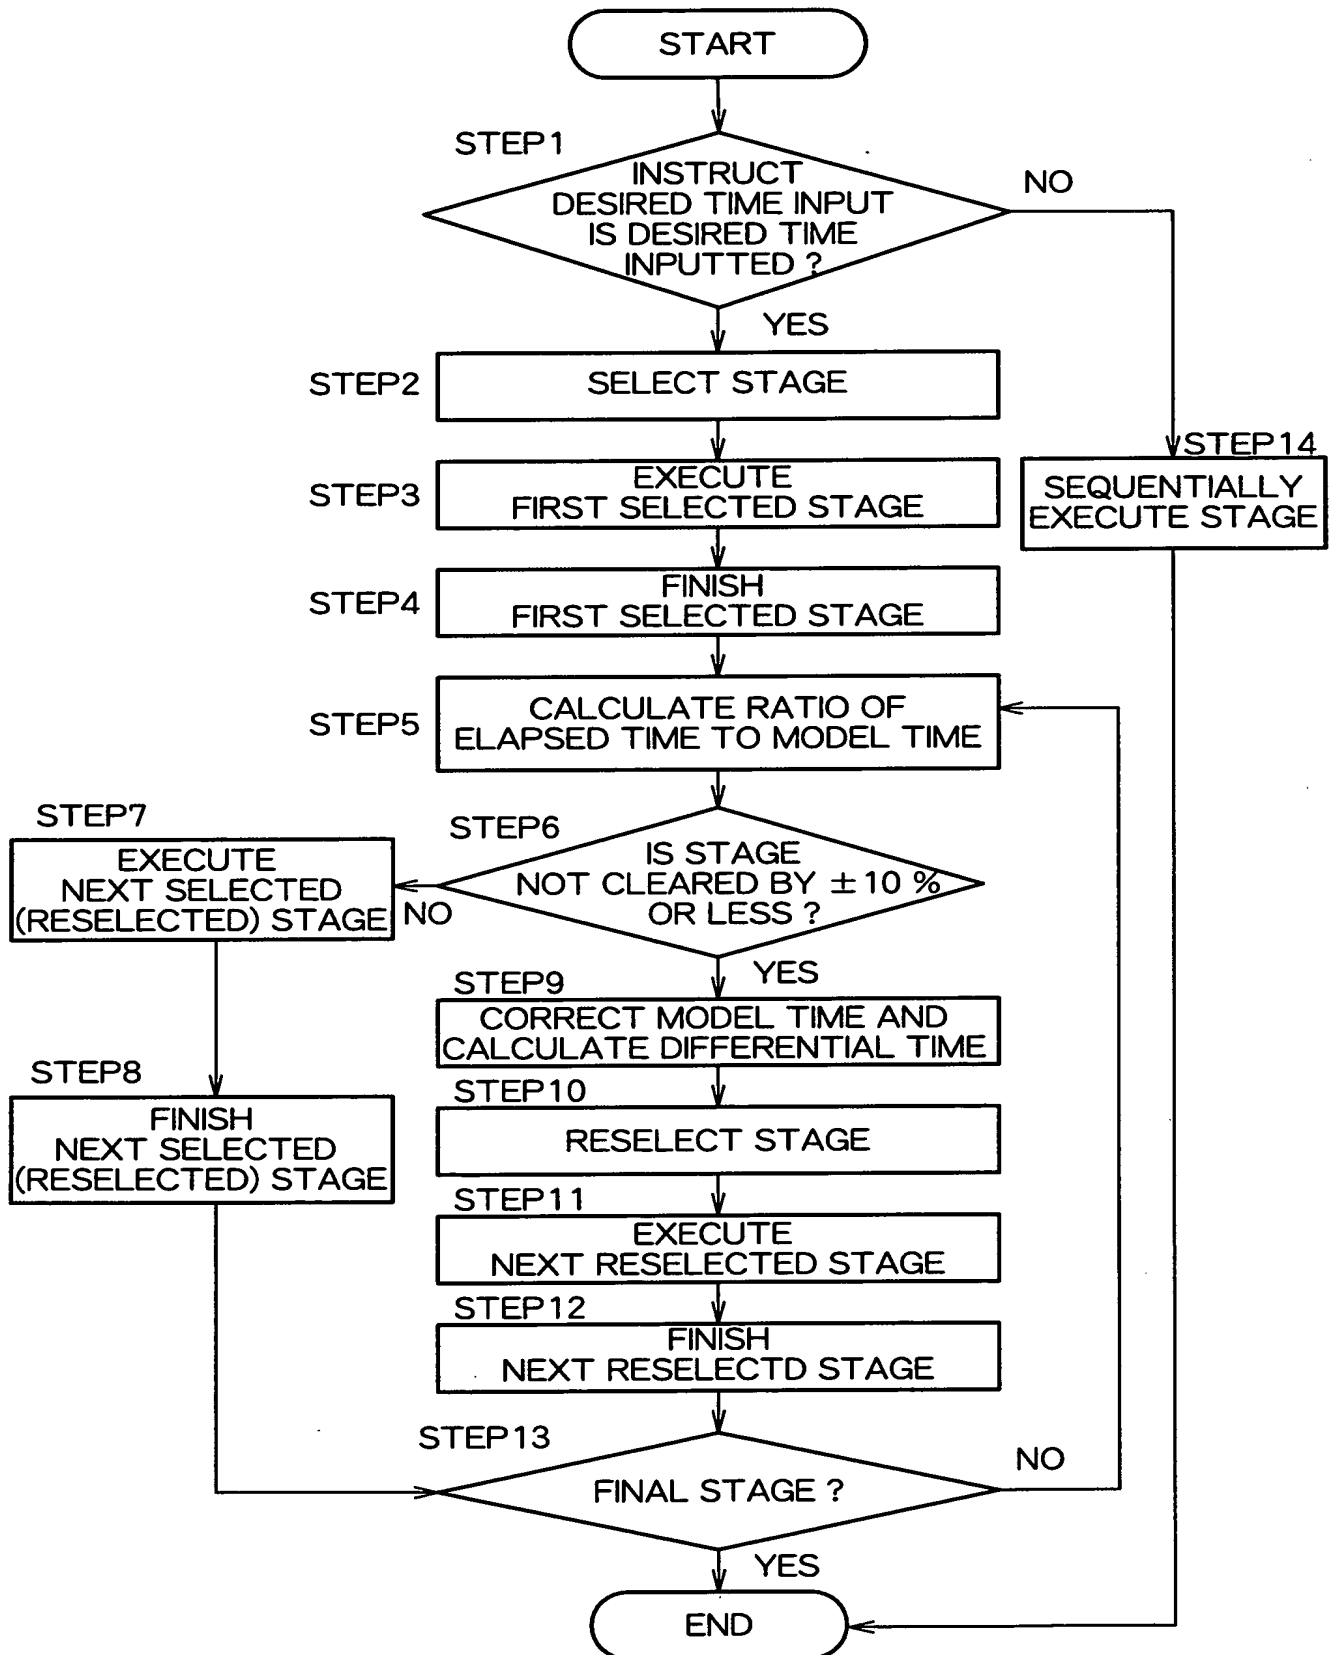 START
STEP1
INSTRUCT
DESIRED TIME INPUT
IS DESIRED TIME
INPUTTED ?
NO
YES
STEP2
SELECT STAGE
STEP14
SEQUENTIALLY
EXECUTE STAGE
STEP3
EXECUTE
FIRST SELECTED STAGE
STEP4
FINISH
FIRST SELECTED STAGE
STEP5
CALCULATE RATIO OF
ELAPSED TIME TO MODEL TIME
STEP6
IS STAGE
NOT CLEARED BY ±10 %
OR LESS ?
NO
YES
STEP7
EXECUTE
NEXT SELECTED
(RESELECTED) STAGE
STEP8
FINISH
NEXT SELECTED
(RESELECTED) STAGE
STEP9
CORRECT MODEL TIME AND
CALCULATE DIFFERENTIAL TIME
STEP10
RESELECT STAGE
STEP11
EXECUTE
NEXT RESELECTED STAGE
STEP12
FINISH
NEXT RESELECTD STAGE
STEP13
FINAL STAGE ?
NO
YES
END